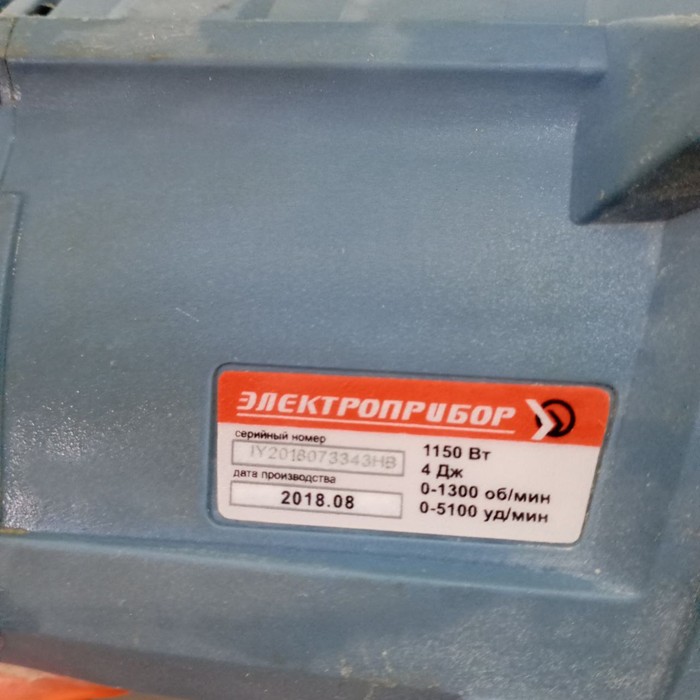 ЭЛЕКТРОПРИБОР
серийный номер
IY2018073343HB
дата производства
2018.08
1150 Вт
4 Дж
0-1300 об/мин
0-5100 уд/мин